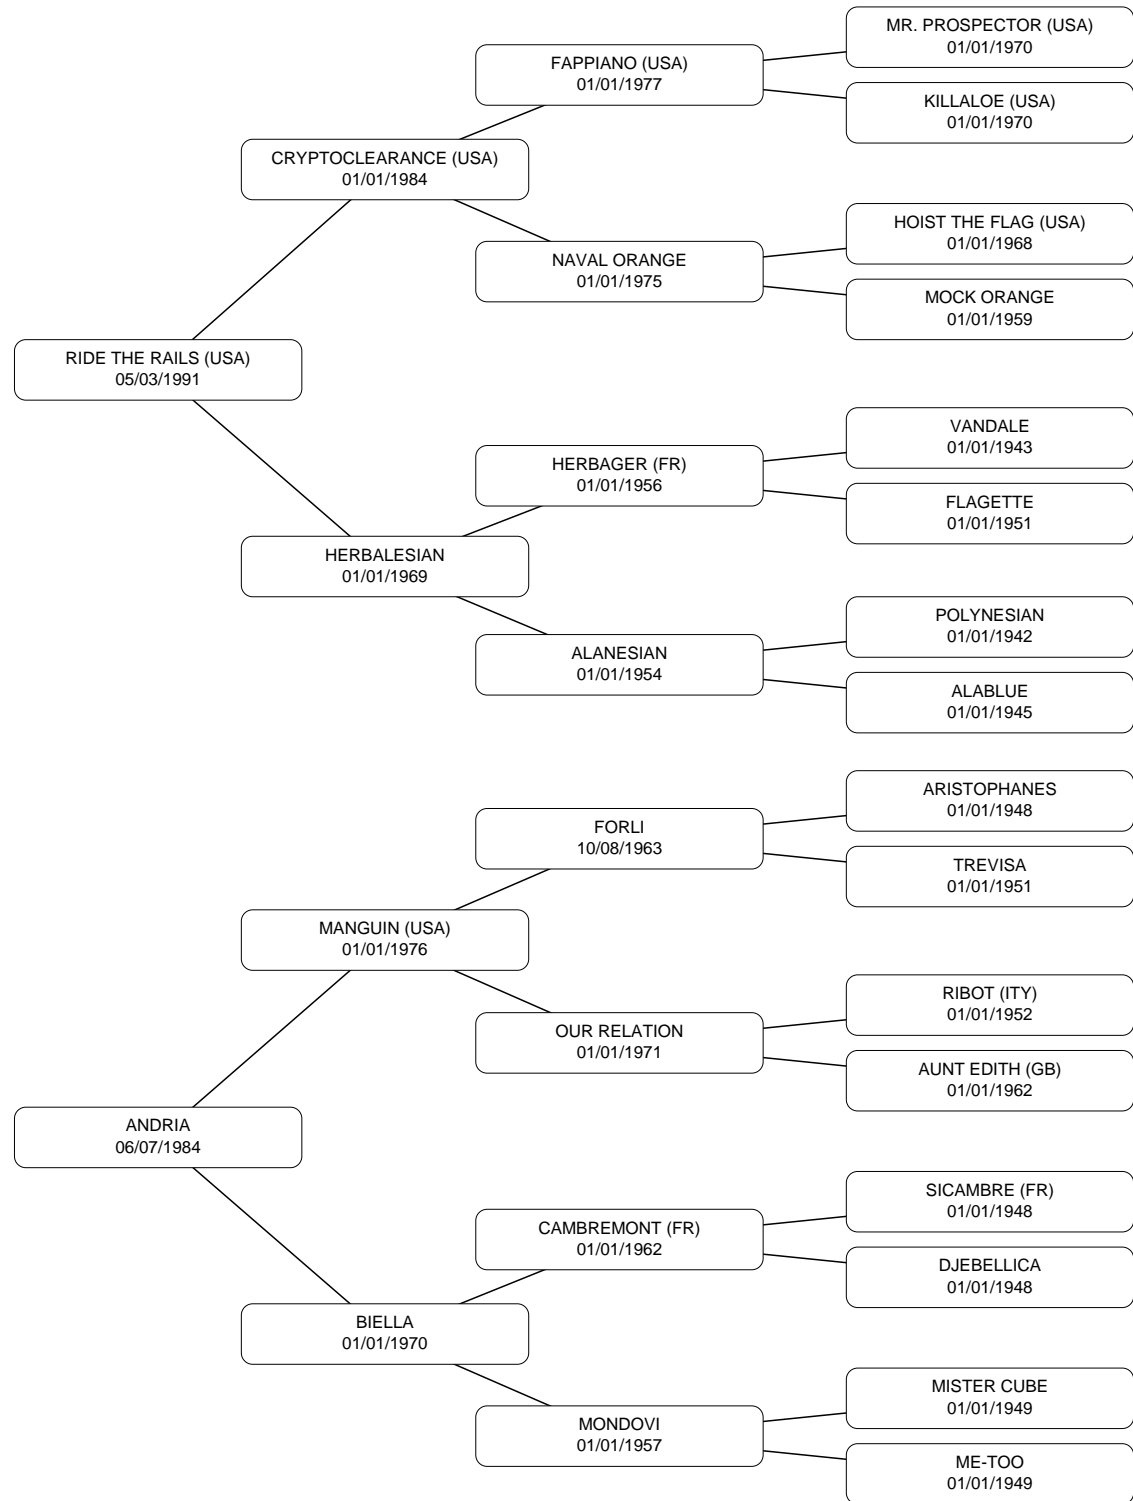 MR. PROSPECTOR (USA)
01/01/1970
FAPPIANO (USA)
01/01/1977
KILLALOE (USA)
01/01/1970
CRYPTOCLEARANCE (USA)
01/01/1984
HOIST THE FLAG (USA)
01/01/1968
NAVAL ORANGE
01/01/1975
MOCK ORANGE
01/01/1959
RIDE THE RAILS (USA)
05/03/1991
VANDALE
01/01/1943
HERBAGER (FR)
01/01/1956
FLAGETTE
01/01/1951
HERBALESIAN
01/01/1969
POLYNESIAN
01/01/1942
ALANESIAN
01/01/1954
ALABLUE
01/01/1945
ARISTOPHANES
01/01/1948
FORLI
10/08/1963
TREVISA
01/01/1951
MANGUIN (USA)
01/01/1976
RIBOT (ITY)
01/01/1952
OUR RELATION
01/01/1971
AUNT EDITH (GB)
01/01/1962
ANDRIA
06/07/1984
SICAMBRE (FR)
01/01/1948
CAMBREMONT (FR)
01/01/1962
DJEBELLICA
01/01/1948
BIELLA
01/01/1970
MISTER CUBE
01/01/1949
MONDOVI
01/01/1957
ME-TOO
01/01/1949